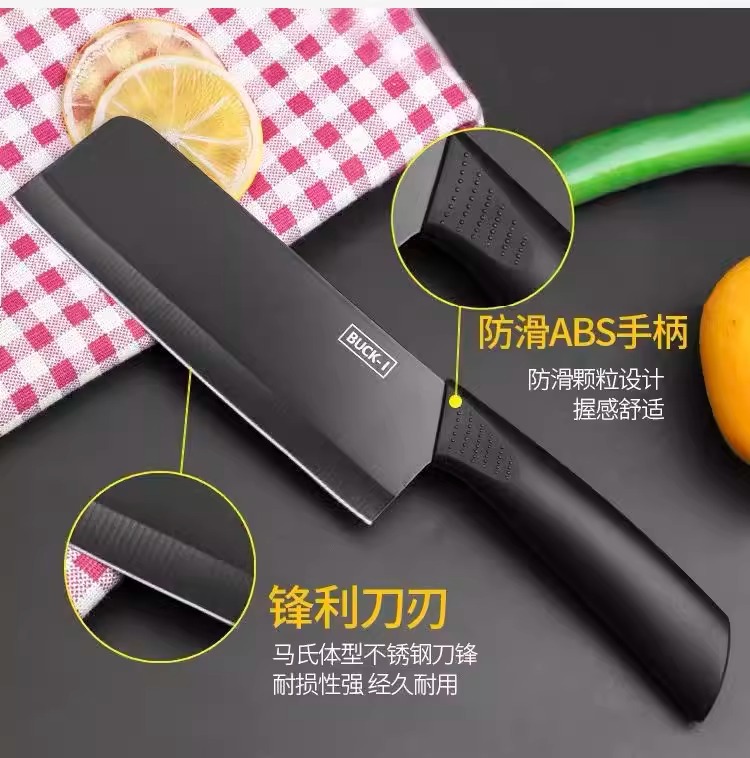 BUCK-I
防滑ABS手柄
防滑颗粒设计
握感舒适
锋利刀刃
马氏体型不锈钢刀锋
耐损性强 经久耐用